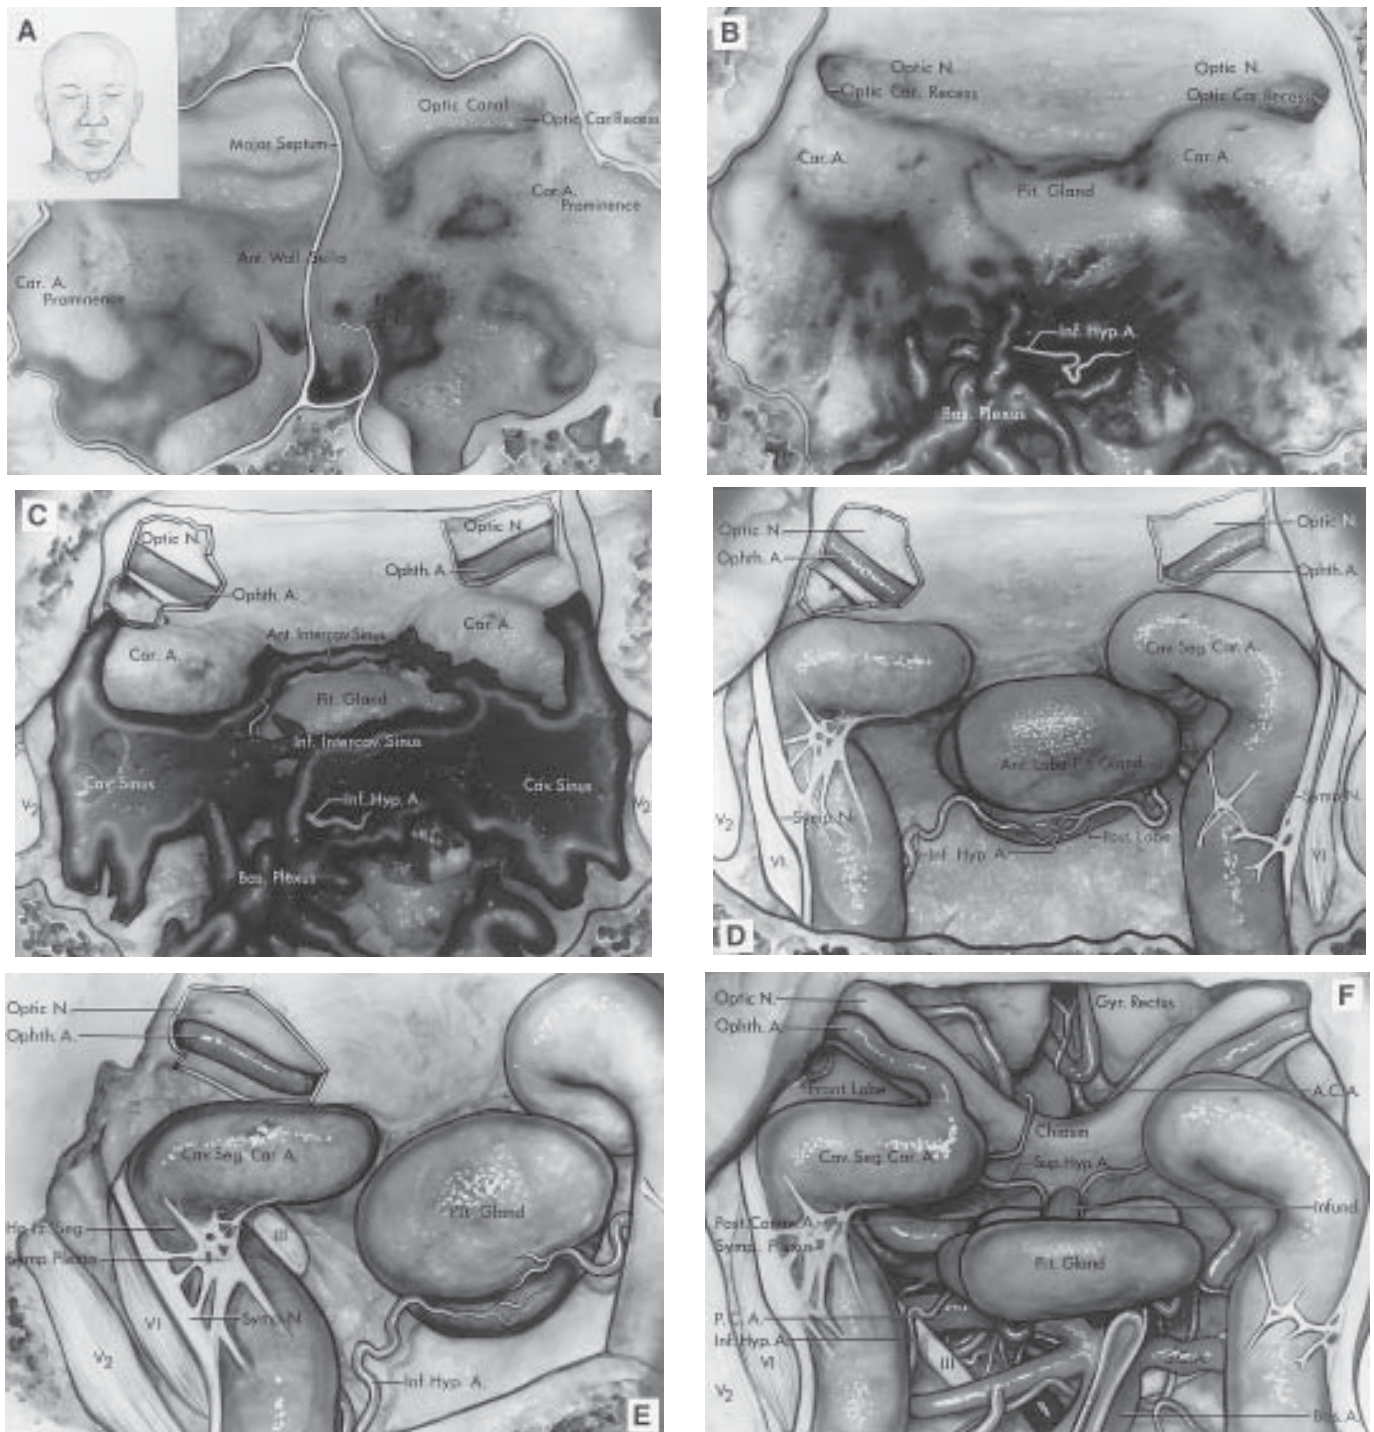 A
Optic Canal
Optic Car. Recess
Major Septum
Car. A.
Prominence
Ant. Wall Sella
Car. A.
Prominence
B
Optic N.
Optic N.
Optic Car. Recess
Optic Car. Recess
Car. A.
Car. A.
Pit. Gland
Inf. Hyp. A.
Bas. Plexus
C
Optic N.
Optic N.
Ophth. A.
Ophth. A.
Car. A.
Ant. Intercav. Sinus
Car. A.
Pit. Gland
Inf. Intercav. Sinus
Cav. Sinus
Cav. Sinus
V2
V2
Inf. Hyp. A.
Bas. Plexus
Optic N.
Optic N.
Ophth. A.
Ophth. A.
Cav. Seg. Car. A.
Ant. Lobe Pit. Gland
Symp. N.
Symp. N.
V2
Post. Lobe
Inf. Hyp. A.
VI
VI
D
Optic N.
Ophth. A.
Cav. Seg. Car. A.
Pit. Gland
Seg.
III
Symp. Plexus
VI
Symp. N.
V2
Inf. Hyp. A.
E
F
Optic N.
Gyr. Rectus
Ophth. A.
Front. Lobe
A.C.A.
Chiasm
Cav. Seg. Car. A.
Sup. Hyp. A.
Infund.
Post. A.
Symp. Plexus
Pit. Gland
P. C. A.
Inf. Hyp. A.
VI
III
V2
Bas. A.